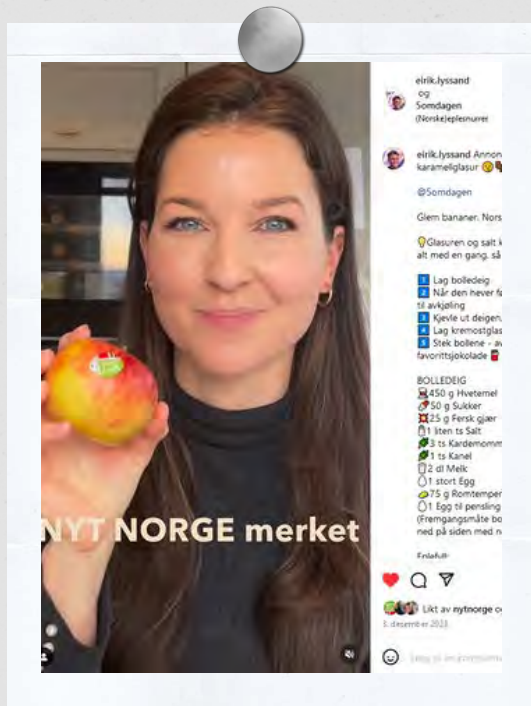 eirik.lyssand
og
Somdagen
(Norske)eplesnurrer
eirik.lyssand Annon
karamellglasur
@Somdagen
Glem bananer. Nors
Glasuren og salt k
alt med en gang, så
1 Lag bolledeig
2 Når den hever fø
til avkjøling
3 Kjevle ut deigen.
4 Lag kremostglas
5 Stek bollene - av
favorittsjokolade
BOLLEDEIG
450 g Hvetemel
50 g Sukker
25 g Fersk gjær
1 liten ts Salt
3 ts Kardemomm
1 ts Kanel
2 dl Melk
1 stort Egg
75 g Romtemper
1 Egg til pensling
(Fremgangsmåte bo
ned på siden med n
Eplefyll:
NYT NORGE merket
Likt av nytnorge o
3. desember 2023